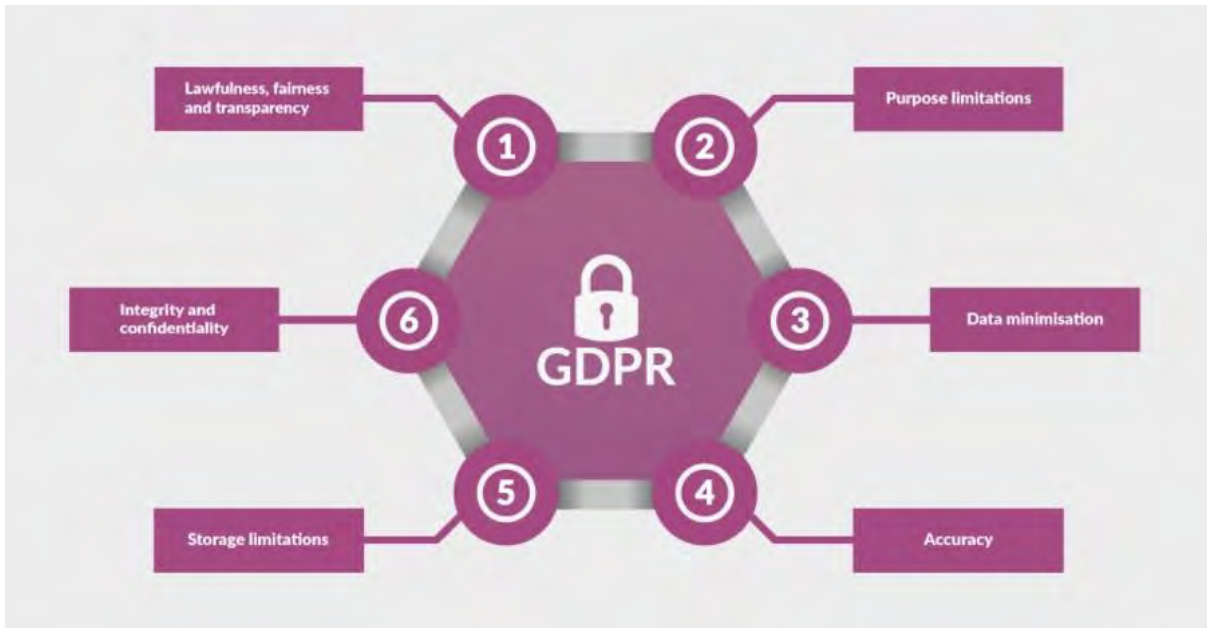 Lawfulness, fairness
and transparency
1
2
Purpose limitations
Integrity and
confidentiality
6
GDPR
3
Data minimisation
Storage limitations
5
4
Accuracy